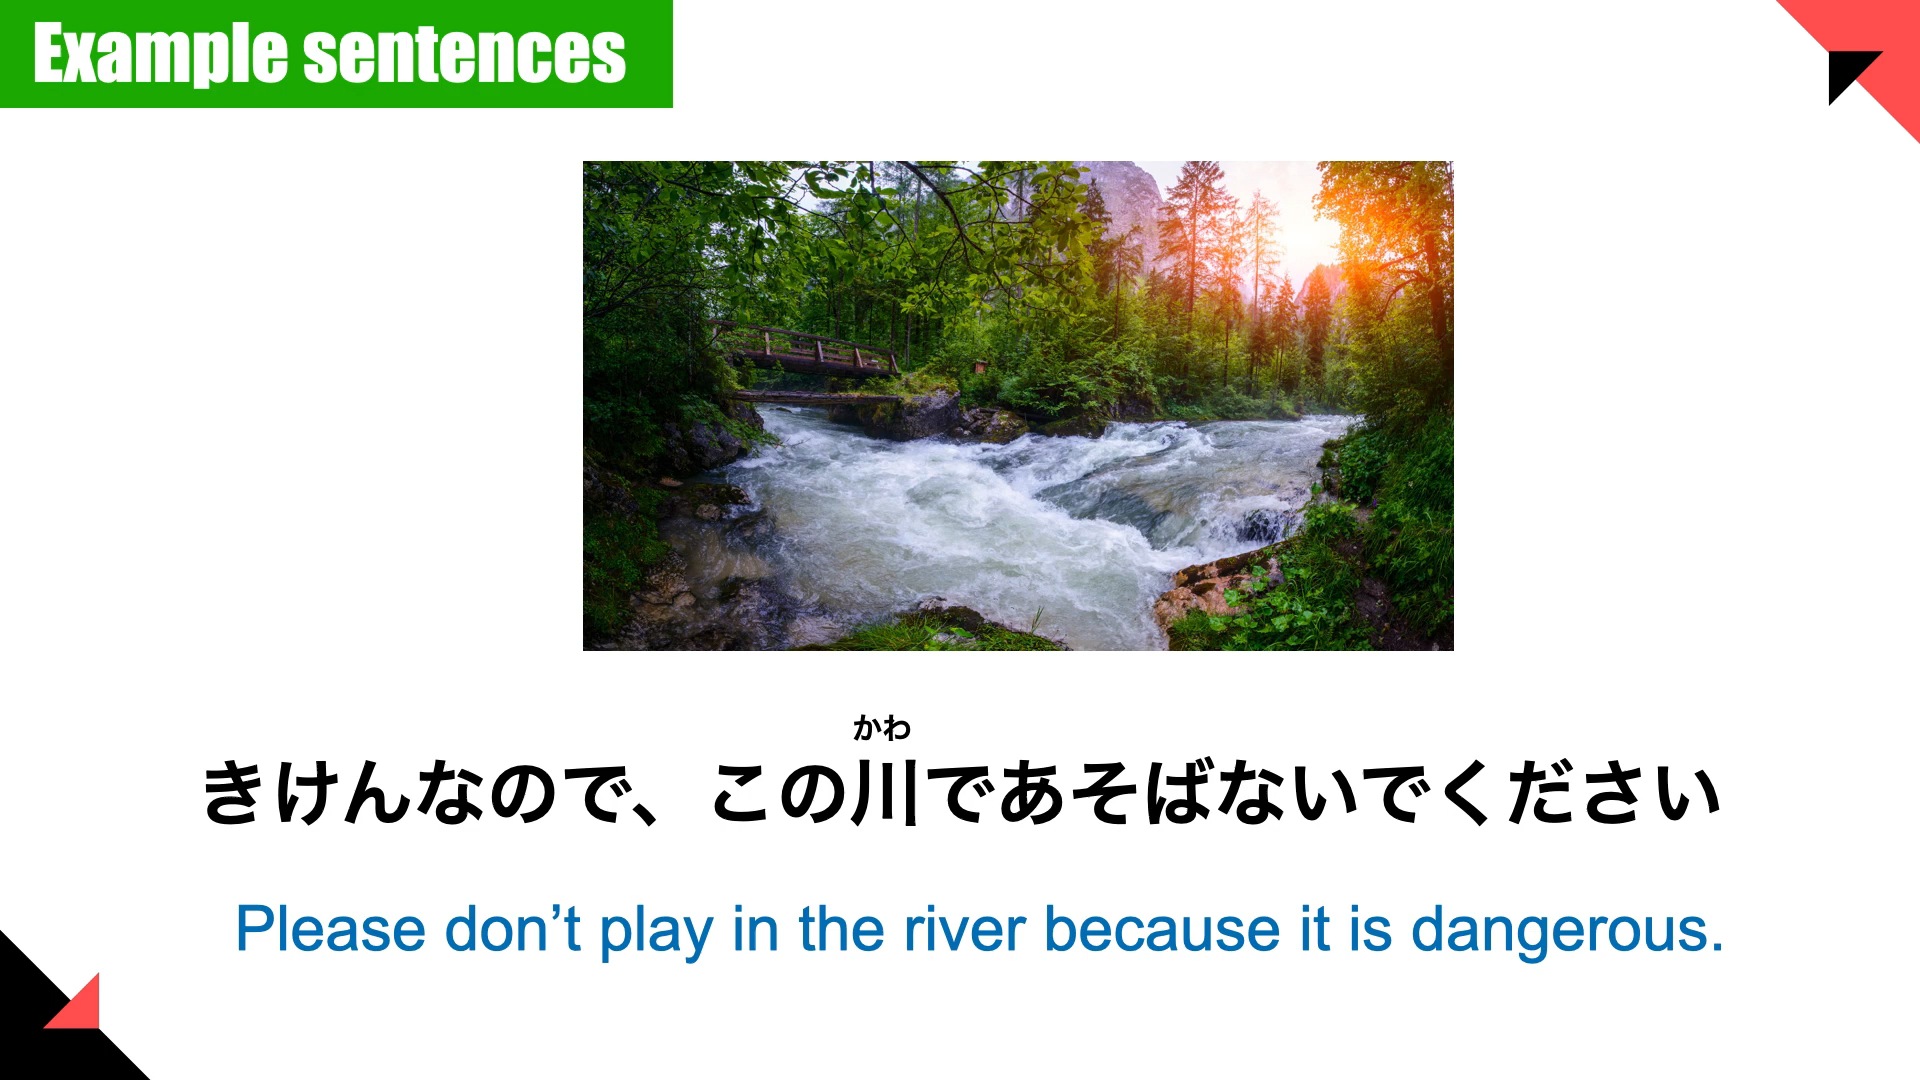 Example sentences
かわ
きけんなので、この川であそばないでください
Please don’t play in the river because it is dangerous.